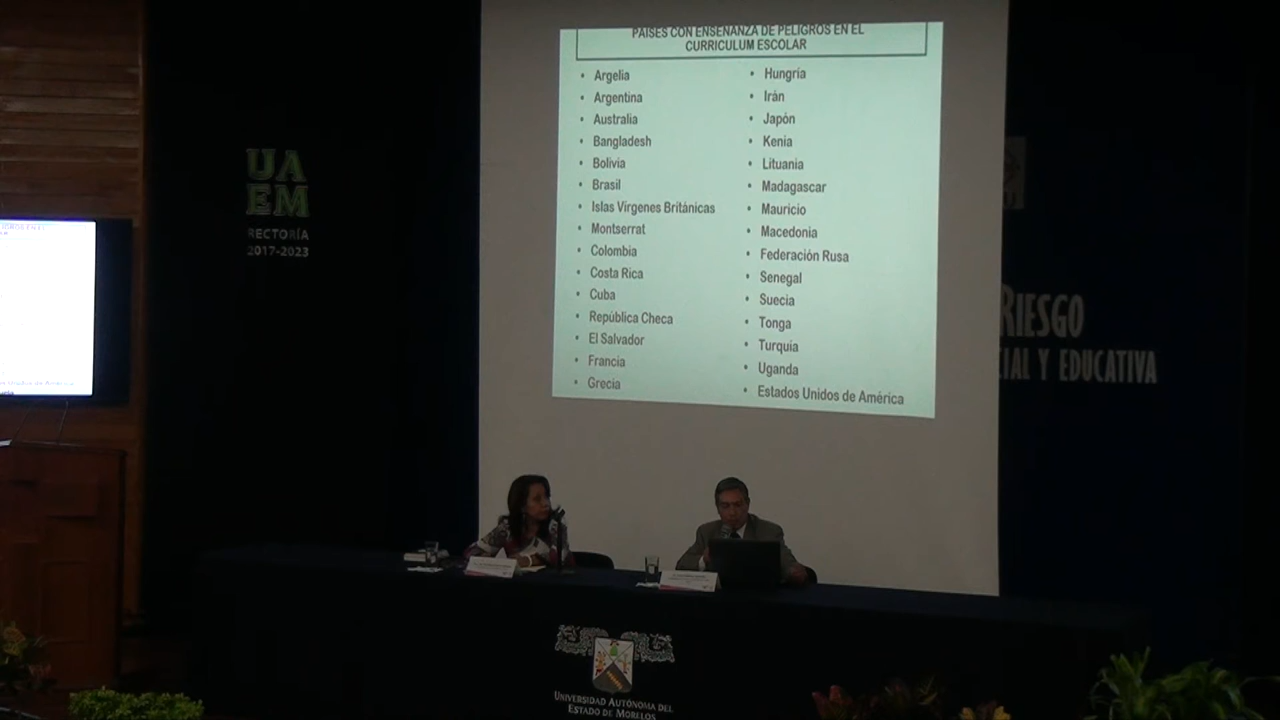 PAISES CON ENSEÑANZA DE PELIGROS EN EL
CURRICULUM ESCOLAR
• Argelia
• Argentina
• Australia
• Bangladesh
• Bolivia
• Brasil
• Islas Vírgenes Británicas
• Montserrat
• Colombia
• Costa Rica
• Cuba
• República Checa
• El Salvador
• Francia
• Grecia
• Hungría
• Irán
• Japón
• Kenia
• Lituania
• Madagascar
• Mauricio
• Macedonia
• Federación Rusa
• Senegal
• Suecia
• Tonga
• Turquía
• Uganda
• Estados Unidos de América
UA
EM
RECTORÍA
2017-2023
RIESGO
CIAL Y EDUCATIVA
UNIVERSIDAD AUTÓNOMA DEL
ESTADO DE MORELOS